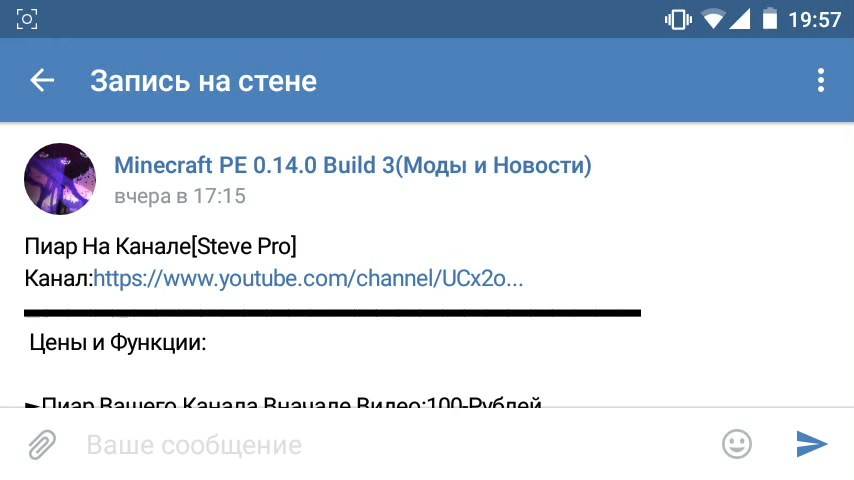 19:57
Запись на стене
Minecraft PE 0.14.0 Build 3(Моды и Новости)
вчера в 17:15
Пиар На Канале[Steve Pro]
Канал:https://www.youtube.com/channel/UCx2o...
Цены и Функции:
►Пиар Вашего Канала Вначале Видео:100-Рублей
Ваше сообщение